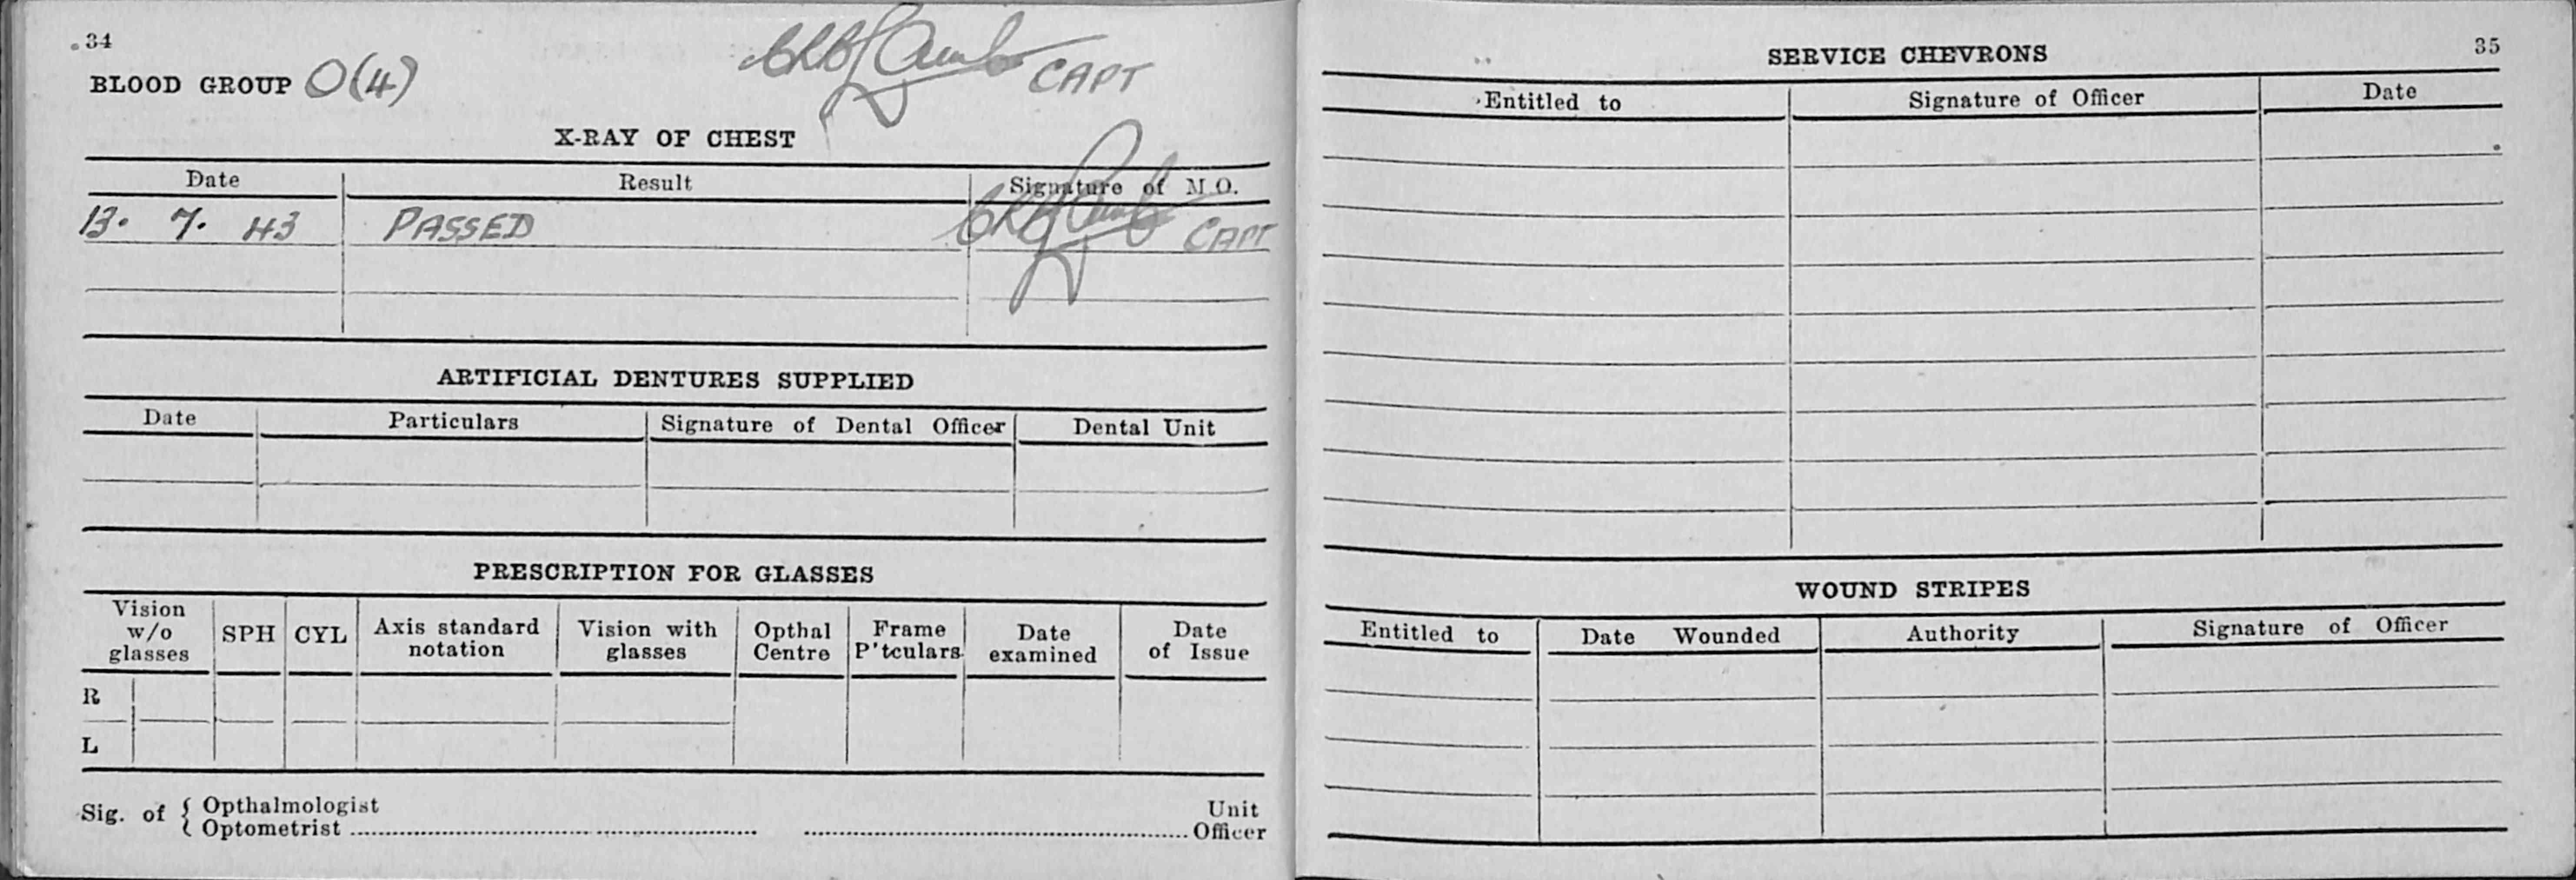 34
BLOOD GROUP O(4) CAPT
X-RAY OF CHEST
Date Result Signature of M.O.
13. 7. 43 PASSED CAPT
ARTIFICIAL DENTURES SUPPLIED
Date Particulars Signature of Dental Officer Dental Unit
PRESCRIPTION FOR GLASSES
Vision w/o glasses SPH CYL Axis standard notation Vision with glasses Opthal Centre Frame P'tculars Date examined Date of Issue
R
L
Sig. of { Opthalmologist Unit
Optometrist Officer
35
SERVICE CHEVRONS
Entitled to Signature of Officer Date
WOUND STRIPES
Entitled to Date Wounded Authority Signature of Officer